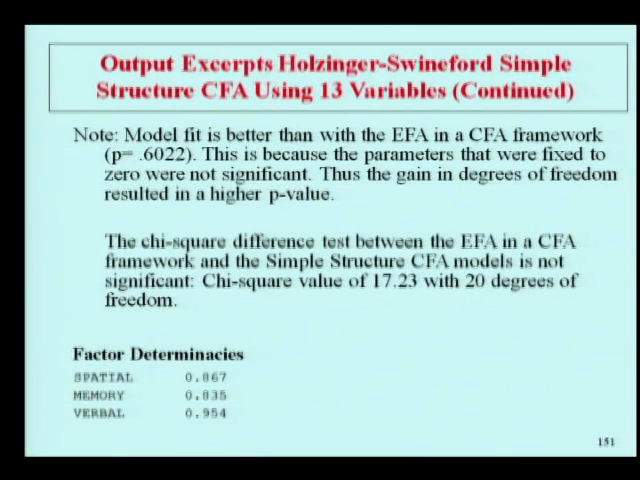 Output Excerpts Holzinger-Swineford Simple
Structure CFA Using 13 Variables (Continued)
Note: Model fit is better than with the EFA in a CFA framework
(p= .6022). This is because the parameters that were fixed to
zero were not significant. Thus the gain in degrees of freedom
resulted in a higher p-value.
The chi-square difference test between the EFA in a CFA
framework and the Simple Structure CFA models is not
significant: Chi-square value of 17.23 with 20 degrees of
freedom.
Factor Determinacies
SPATIAL 0.867
MEMORY 0.835
VERBAL 0.954
151